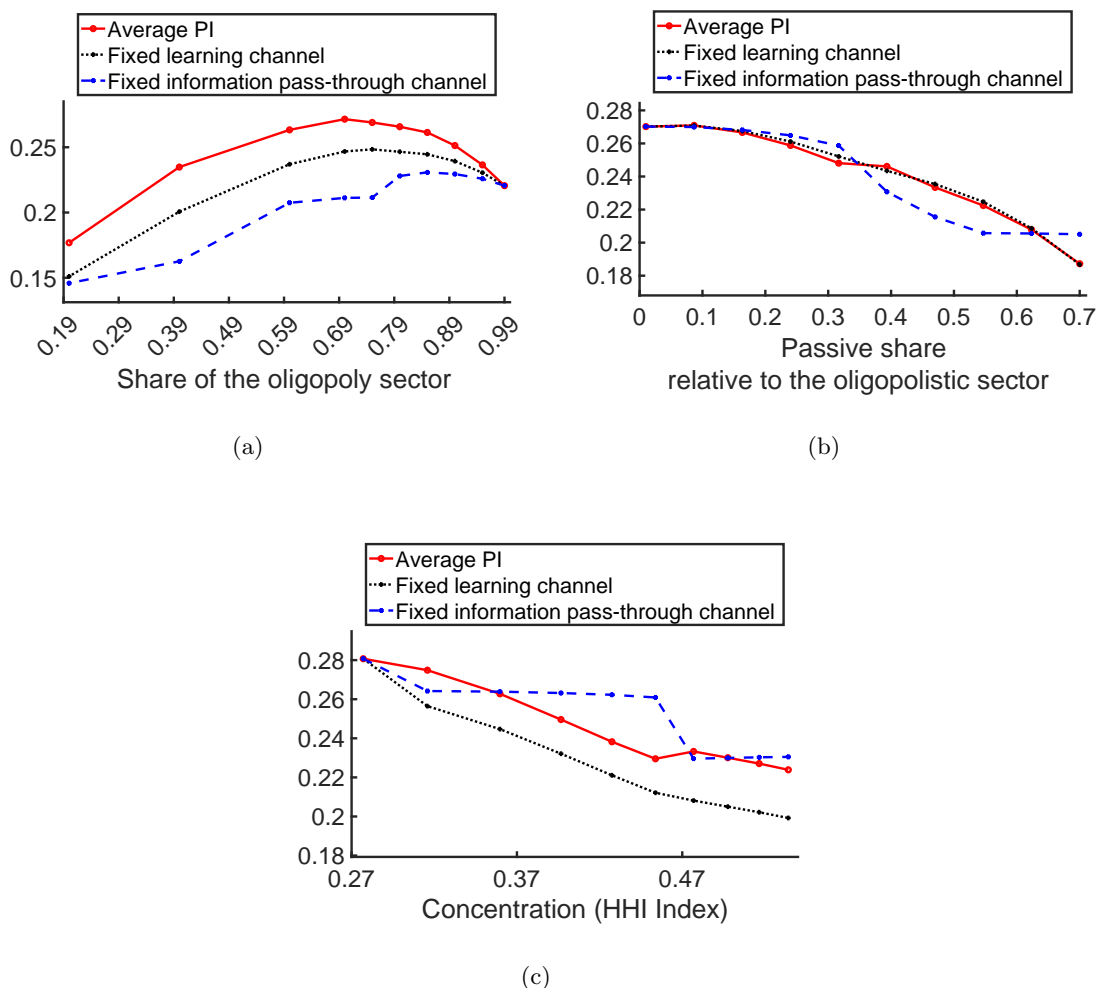 Average PI
Fixed learning channel
Fixed information pass-through channel
0.25
0.2
0.15
0.19 0.29 0.39 0.49 0.59 0.69 0.79 0.89 0.99
Share of the oligopoly sector
(a)
Average PI
Fixed learning channel
Fixed information pass-through channel
0.28
0.26
0.24
0.22
0.2
0.18
0 0.1 0.2 0.3 0.4 0.5 0.6 0.7
Passive share
relative to the oligopolistic sector
(b)
Average PI
Fixed learning channel
Fixed information pass-through channel
0.28
0.26
0.24
0.22
0.2
0.18
0.27 0.37 0.47
Concentration (HHI Index)
(c)